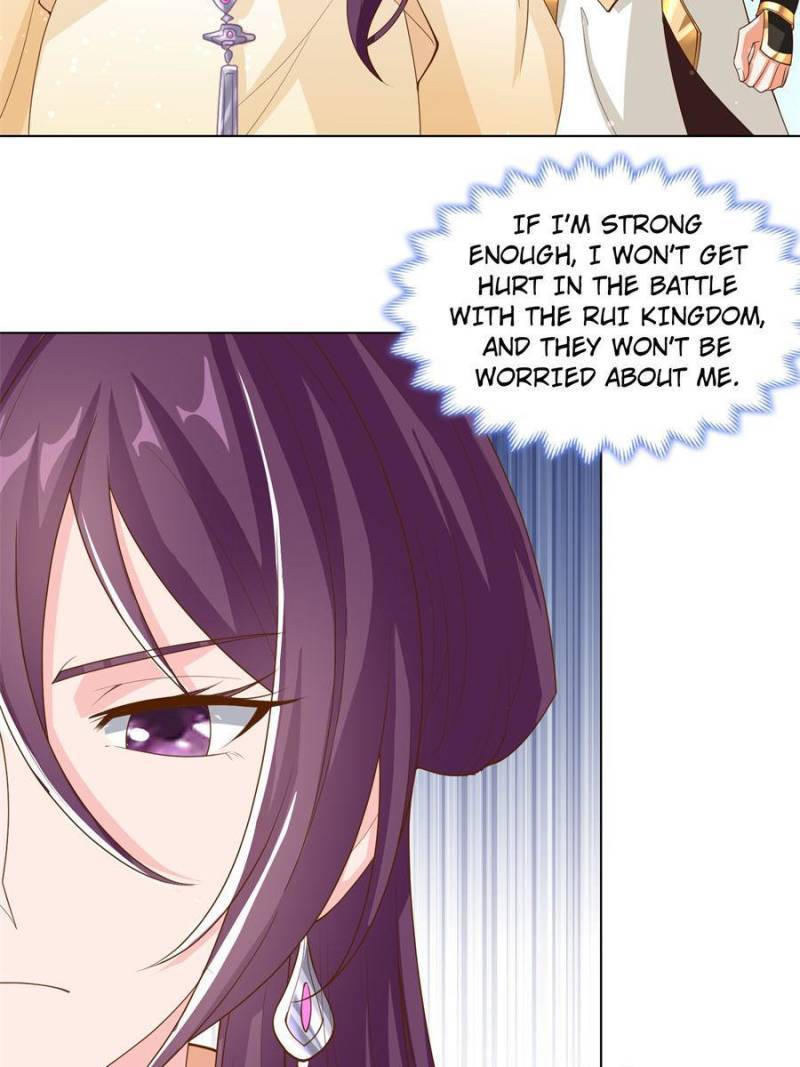 IF I'M STRONG
ENOUGH, I WON'T GET
HURT IN THE BATTLE
WITH THE RUI KINGDOM,
AND THEY WON'T BE
WORRIED ABOUT ME.